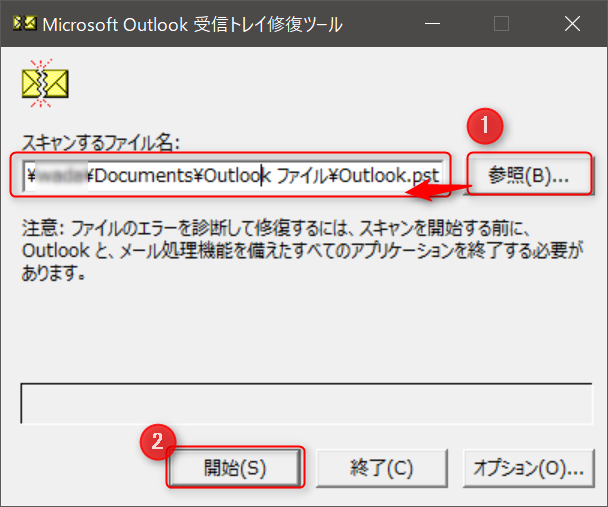 Microsoft Outlook 受信トレイ修復ツール
スキャンするファイル名:
1
¥ ¥Documents¥Outlook ファイル¥Outlook.pst
参照(B)...
注意: ファイルのエラーを診断して修復するには、スキャンを開始する前に、
Outlook と、メール処理機能を備えたすべてのアプリケーションを終了する必要が
あります。
2
開始(S)
終了(C)
オプション(O)...